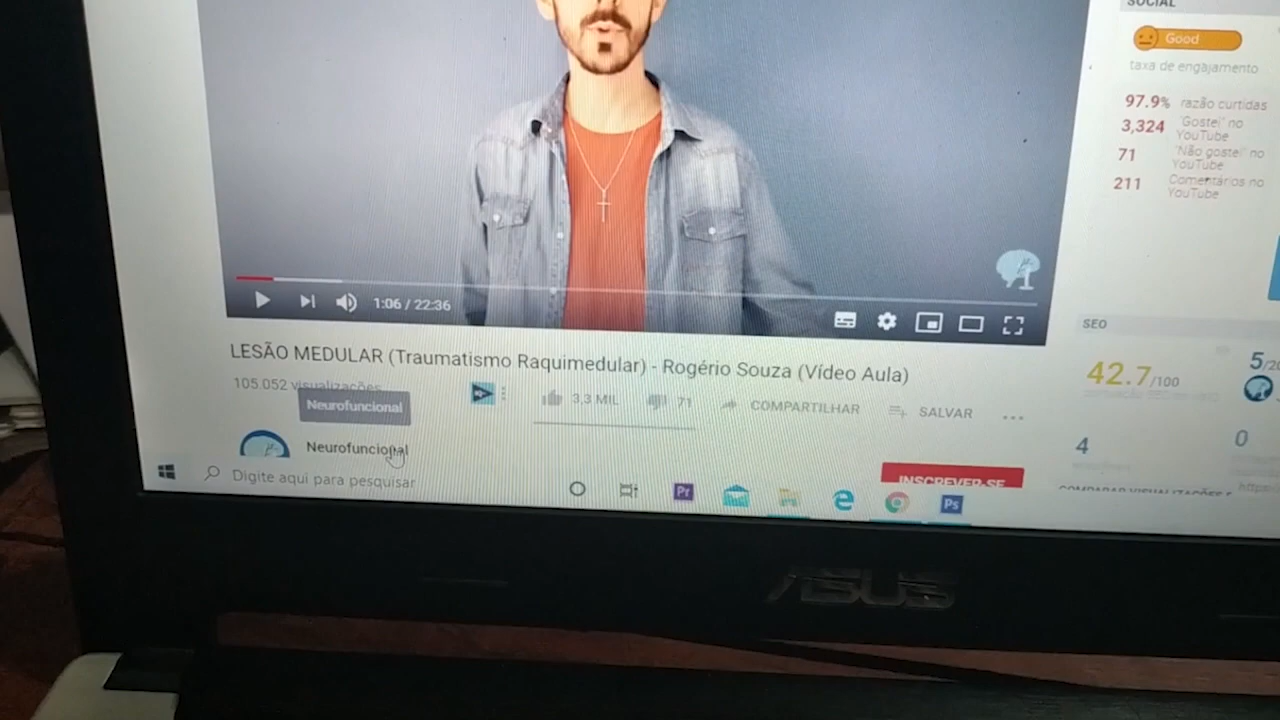 SOCIAL
Good
taxa de engajamento
97.9% razão curtidas
3,324 'Gostei' no
YouTube
71 'Não gostei' no
YouTube
211 Comentários no
YouTube
1:06 / 22:36
LESÃO MEDULAR (Traumatismo Raquimedular) - Rogério Souza (Vídeo Aula)
105.052 visualizações
3,3 MIL
71
COMPARTILHAR
SALVAR
Neurofuncional
Neurofuncional
INSCREVER-SE
SEO
42.7/100
4
0
Digite aqui para pesquisar
Pr
Ps
ASUS